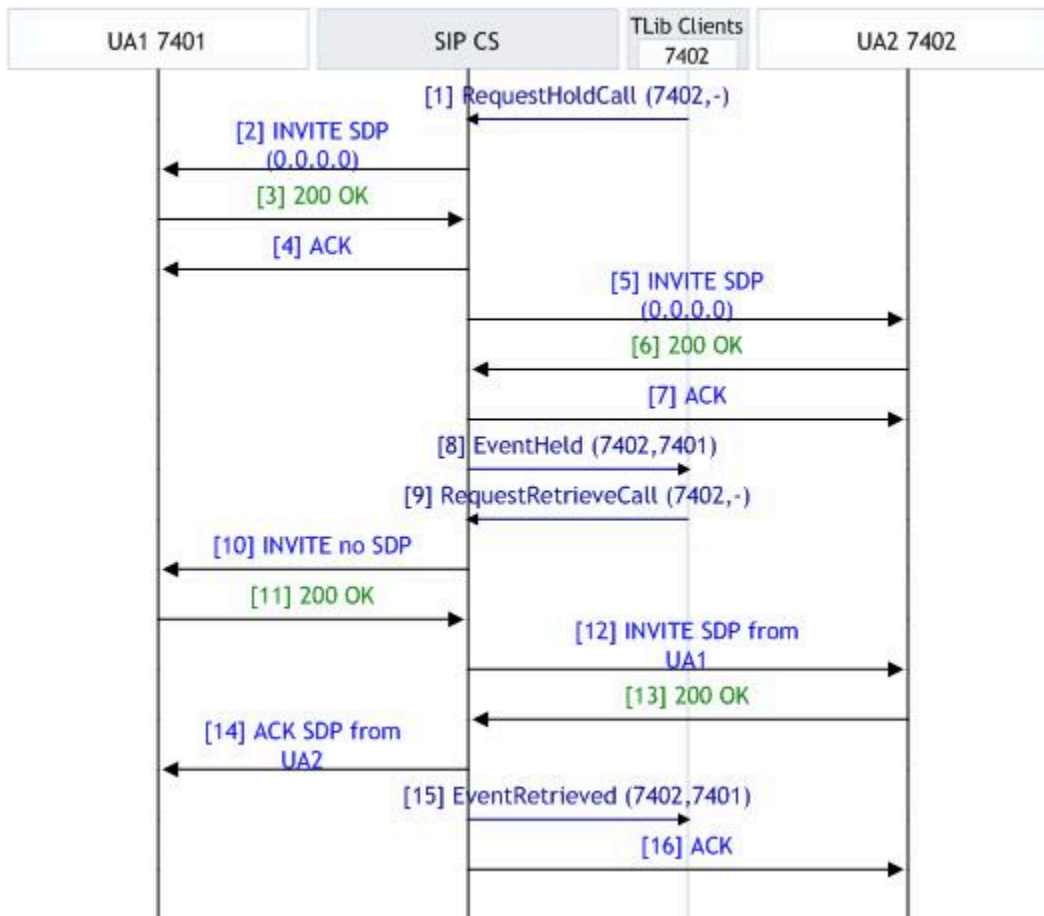 UA1 7401
SIP CS
TLib Clients
7402
UA2 7402
[1] RequestHoldCall (7402,-)
[2] INVITE SDP
(0.0.0.0)
[3] 200 OK
[4] ACK
[5] INVITE SDP
(0.0.0.0)
[6] 200 OK
[7] ACK
[8] EventHeld (7402,7401)
[9] RequestRetrieveCall (7402,-)
[10] INVITE no SDP
[11] 200 OK
[12] INVITE SDP from
UA1
[13] 200 OK
[14] ACK SDP from
UA2
[15] EventRetrieved (7402,7401)
[16] ACK